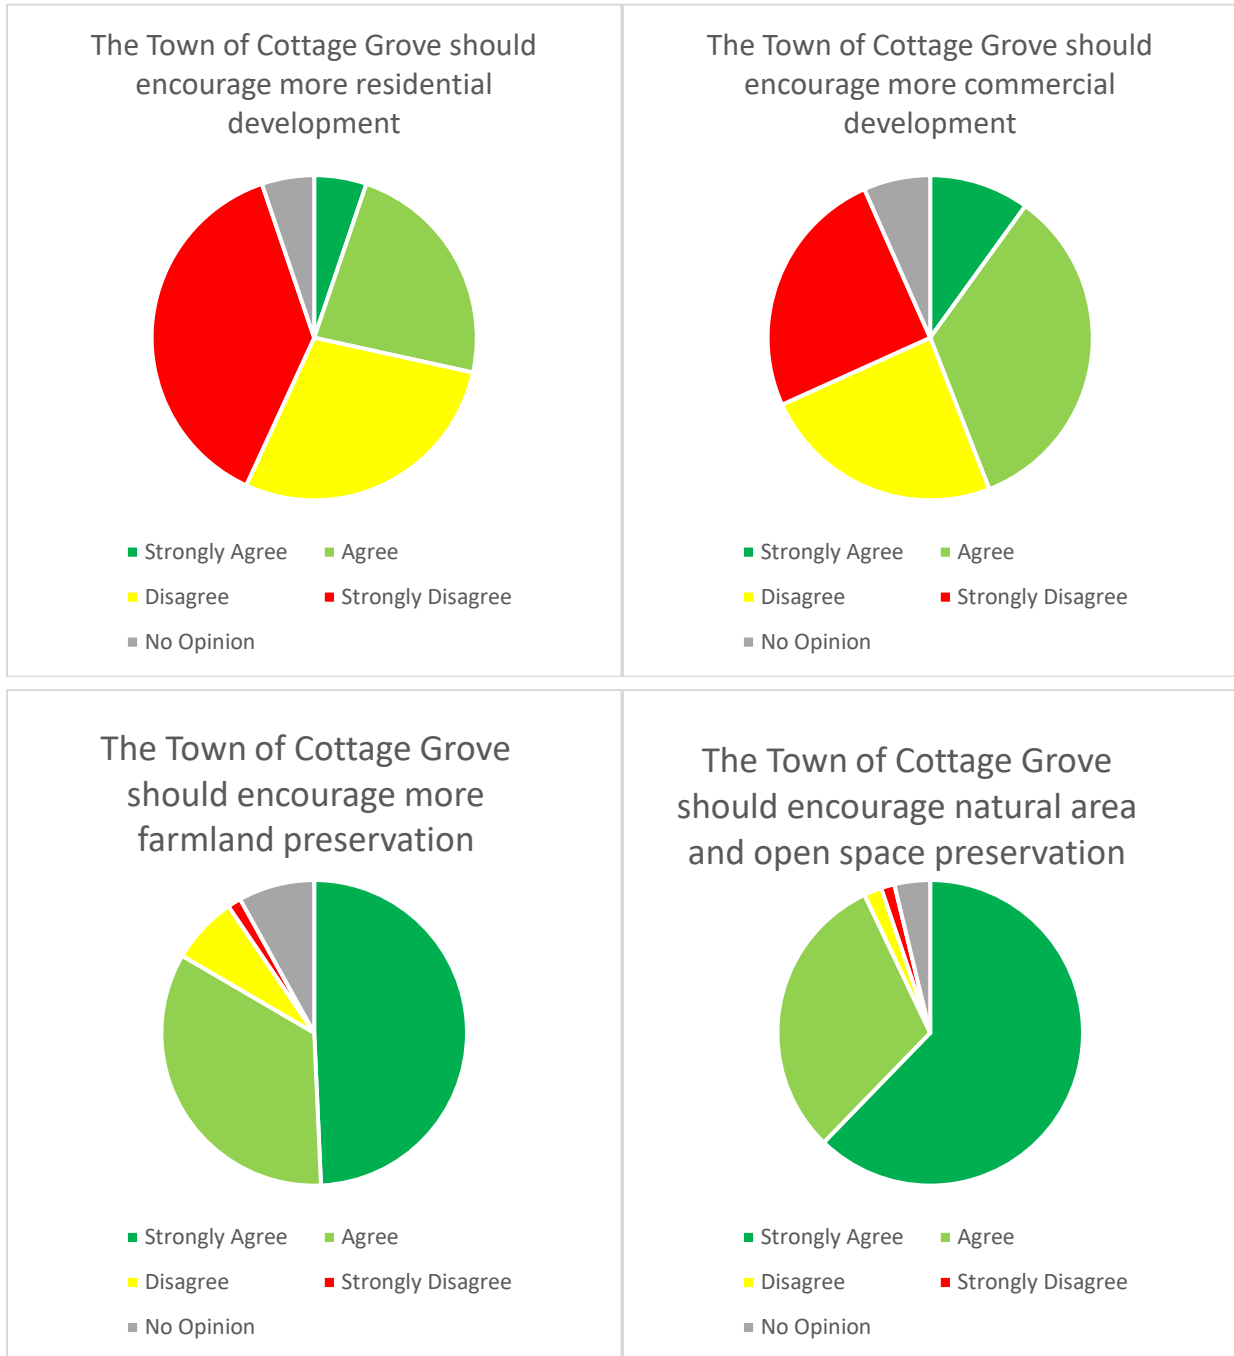 The Town of Cottage Grove should
encourage more residential
development
Strongly Agree
Agree
Disagree
Strongly Disagree
No Opinion
The Town of Cottage Grove should
encourage more commercial
development
Strongly Agree
Agree
Disagree
Strongly Disagree
No Opinion
The Town of Cottage Grove
should encourage more
farmland preservation
Strongly Agree
Agree
Disagree
Strongly Disagree
No Opinion
The Town of Cottage Grove
should encourage natural area
and open space preservation
Strongly Agree
Agree
Disagree
Strongly Disagree
No Opinion